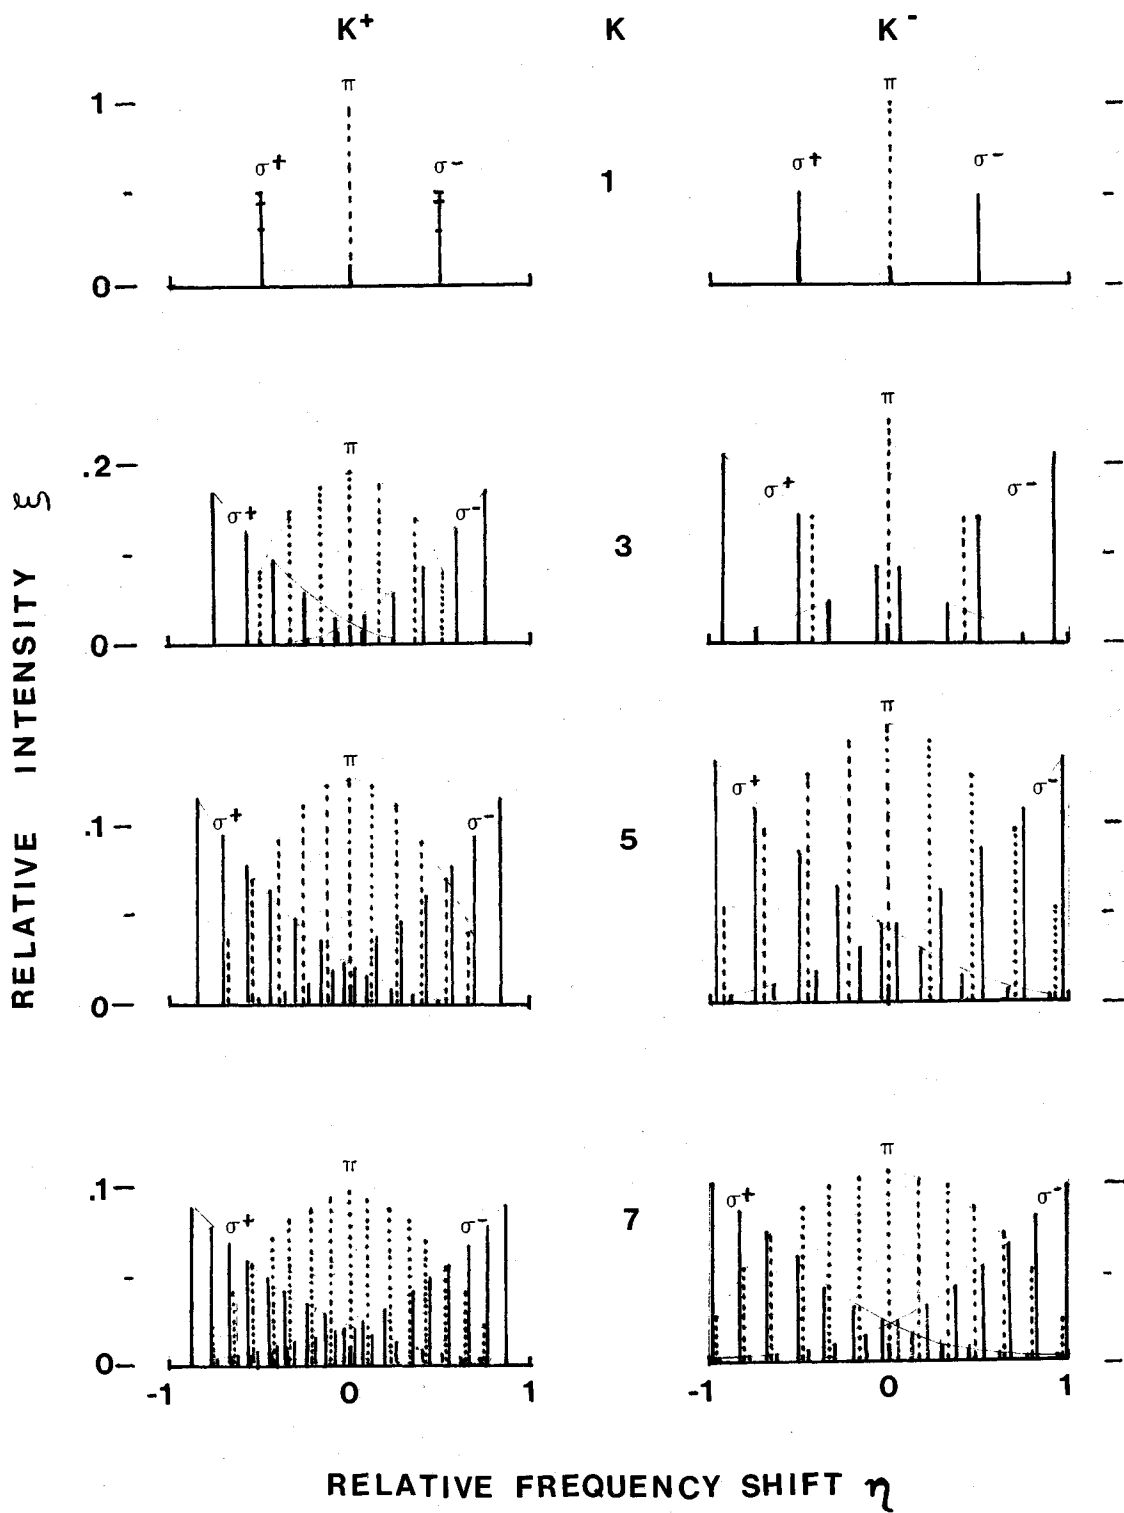 K+ K K-
π π
1
σ+ σ- 1 σ+ σ-
0
π
.2 π
σ+ σ- σ+ σ-
3
0
π
π
σ+ σ- σ+ σ-
.1 5
0
π π
.1 σ+ σ- 7 σ+ σ-
0
-1 0 1 -1 0 1
RELATIVE INTENSITY ξ
RELATIVE FREQUENCY SHIFT η